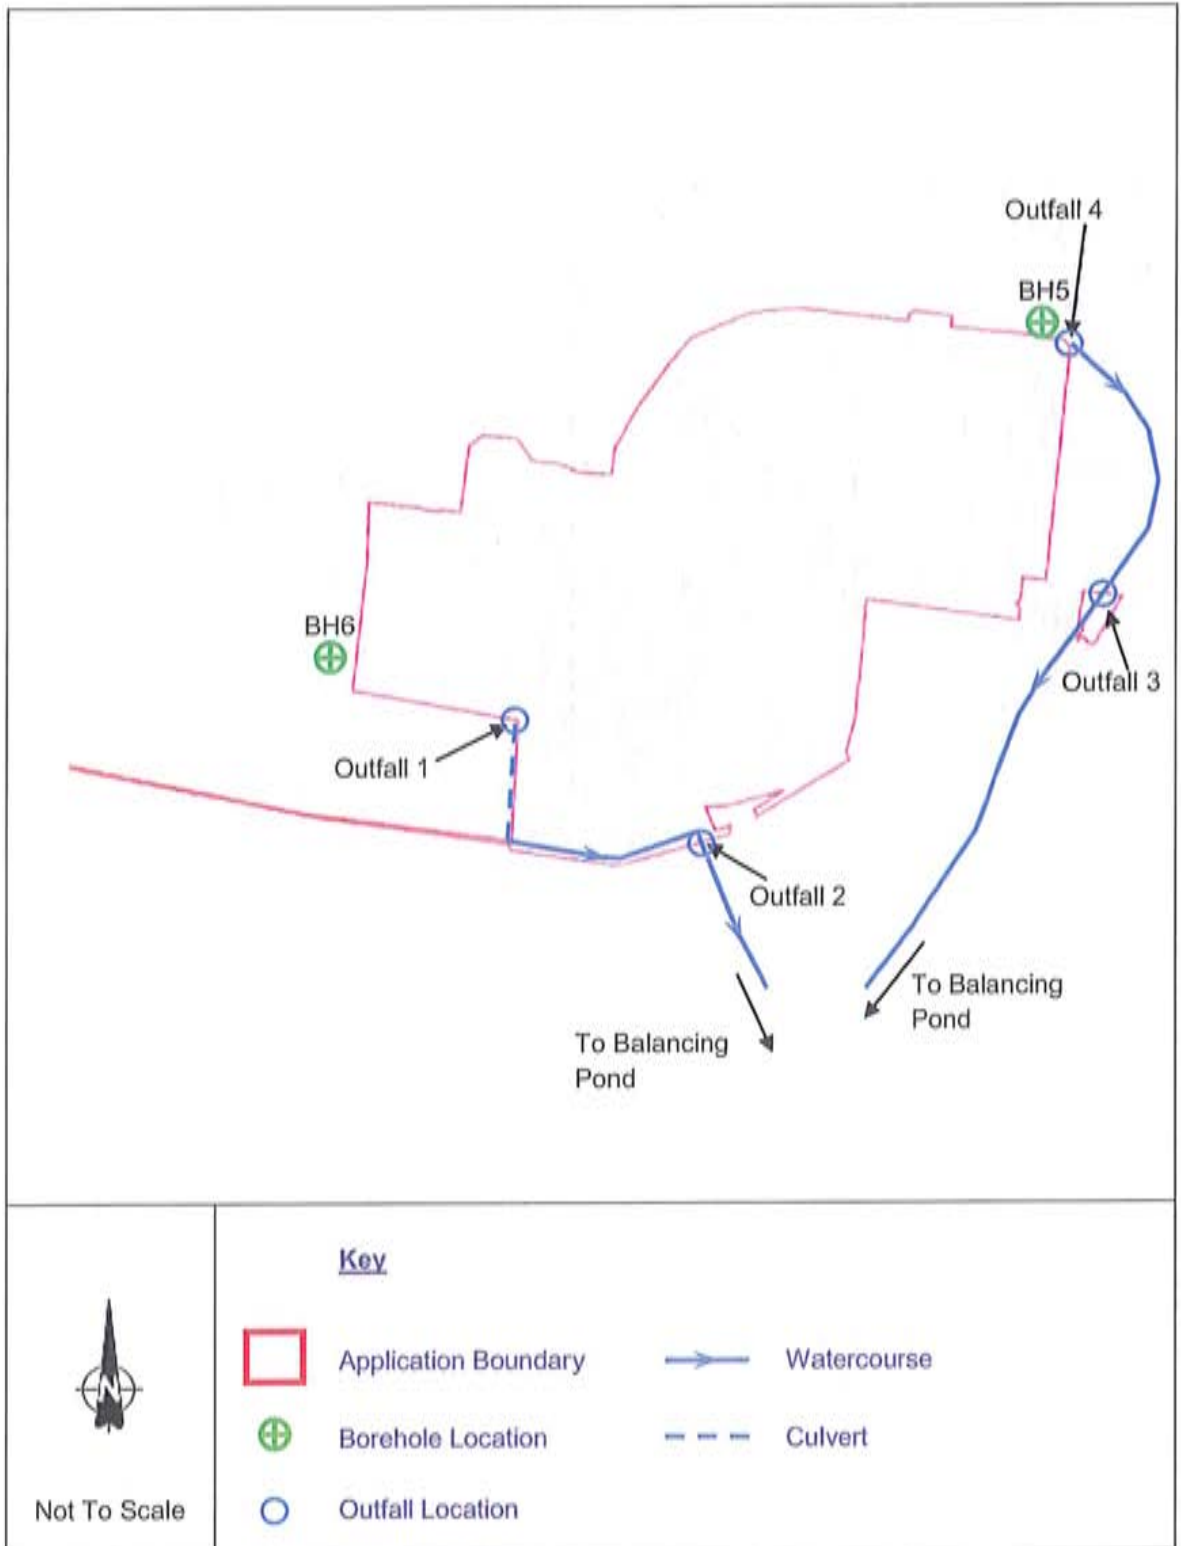 Outfall 4
BH5
BH6
Outfall 3
Outfall 1
Outfall 2
To Balancing
Pond
To Balancing
Pond
Key
Application Boundary
Watercourse
N
Borehole Location
Culvert
Not To Scale
Outfall Location